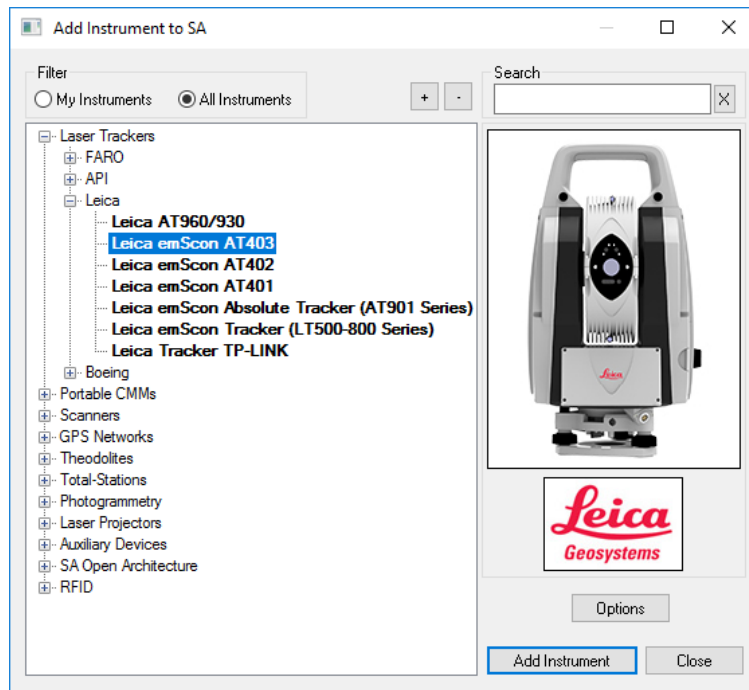 Add Instrument to SA
Filter
My Instruments
All Instruments
+
-
Search
X
Laser Trackers
FARO
API
Leica
Leica AT960/930
Leica emScon AT403
Leica emScon AT402
Leica emScon AT401
Leica emScon Absolute Tracker (AT901 Series)
Leica emScon Tracker (LT500-800 Series)
Leica Tracker TP-LINK
Boeing
Portable CMMs
Scanners
GPS Networks
Theodolites
Total-Stations
Photogrammetry
Laser Projectors
Auxiliary Devices
SA Open Architecture
RFID
Leica
Leica
Geosystems
Options
Add Instrument
Close